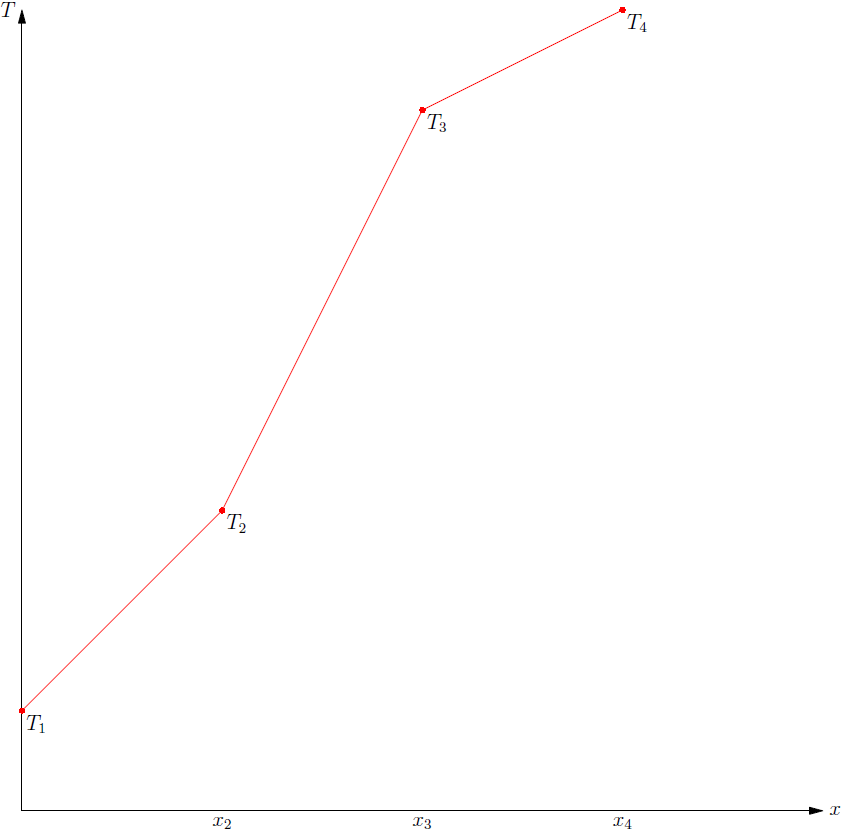 T
T₄
T₃
T₂
T₁
x₂ x₃ x₄ x